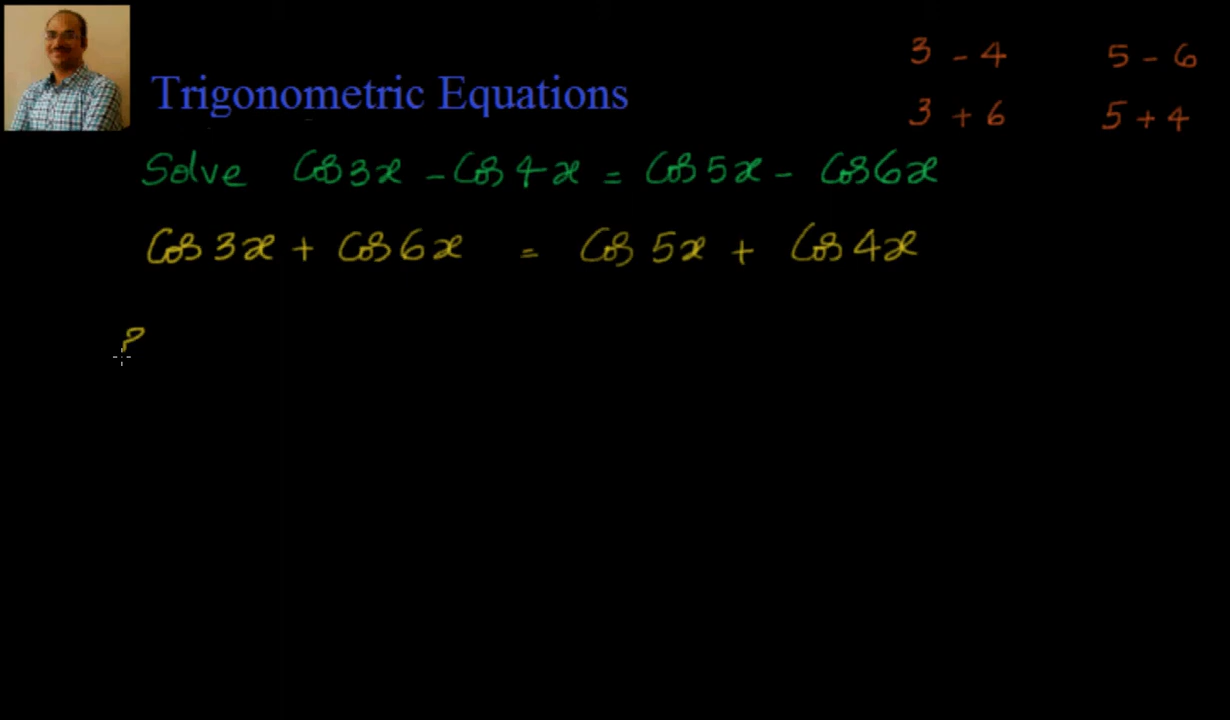 3 - 4 5 - 6
Trigonometric Equations
3 + 6 5 + 4
Solve Cos 3x - Cos 4x = Cos 5x - Cos 6x
Cos 3x + Cos 6x = Cos 5x + Cos 4x